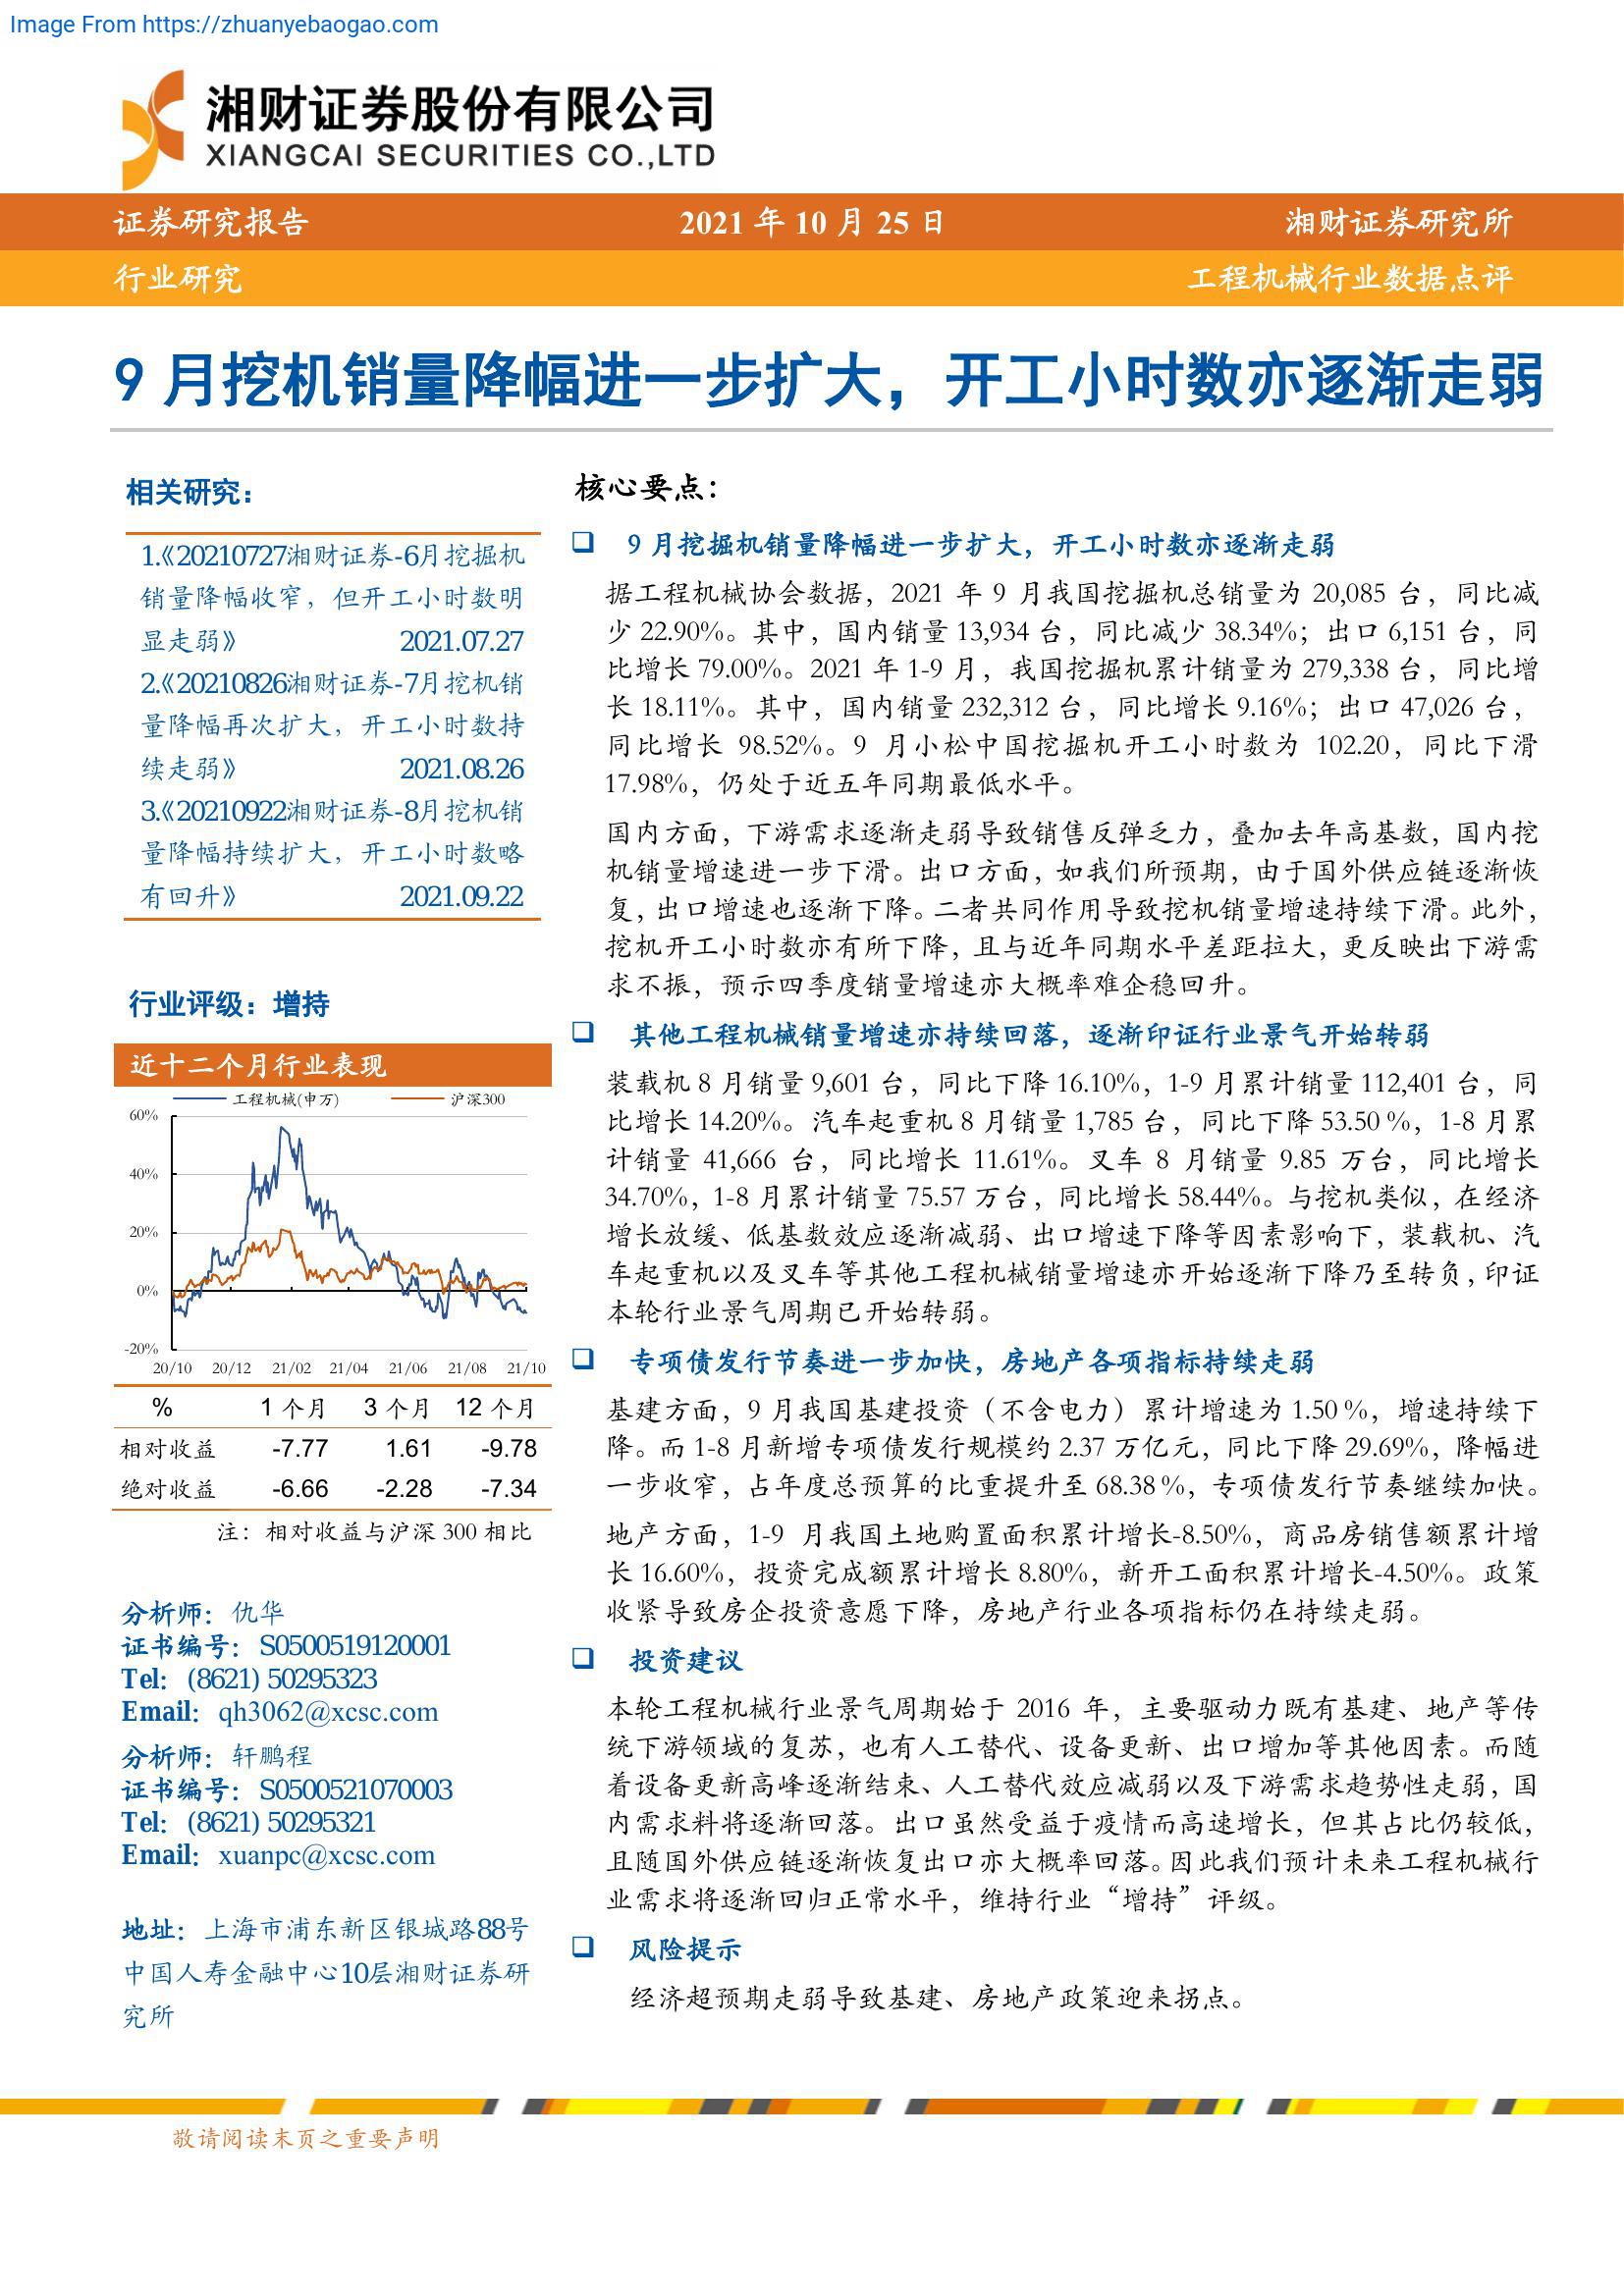 Image From https://zhuanyebaogao.com
湘财证券股份有限公司
XIANGCAI SECURITIES CO.,LTD
证券研究报告 2021 年 10 月 25 日 湘财证券研究所
行业研究 工程机械行业数据点评
9 月挖机销量降幅进一步扩大，开工小时数亦逐渐走弱
相关研究：
1.《20210727湘财证券-6月挖掘机
销量降幅收窄，但开工小时数明
显走弱》 2021.07.27
2.《20210826湘财证券-7月挖机销
量降幅再次扩大，开工小时数持
续走弱》 2021.08.26
3.《20210922湘财证券-8月挖机销
量降幅持续扩大，开工小时数略
有回升》 2021.09.22
行业评级：增持
近十二个月行业表现
工程机械(申万) 沪深300
60%
40%
20%
0%
-20%
20/10 20/12 21/02 21/04 21/06 21/08 21/10
% 1 个月 3 个月 12 个月
相对收益 -7.77 1.61 -9.78
绝对收益 -6.66 -2.28 -7.34
注：相对收益与沪深 300 相比
分析师：仇华
证书编号：S0500519120001
Tel：(8621) 50295323
Email：qh3062@xcsc.com
分析师：轩鹏程
证书编号：S0500521070003
Tel：(8621) 50295321
Email：xuanpc@xcsc.com
地址：上海市浦东新区银城路88号
中国人寿金融中心10层湘财证券研
究所
核心要点：
❑ 9 月挖掘机销量降幅进一步扩大，开工小时数亦逐渐走弱
据工程机械协会数据，2021 年 9 月我国挖掘机总销量为 20,085 台，同比减
少 22.90%。其中，国内销量 13,934 台，同比减少 38.34%；出口 6,151 台，同
比增长 79.00%。2021 年 1-9 月，我国挖掘机累计销量为 279,338 台，同比增
长 18.11%。其中，国内销量 232,312 台，同比增长 9.16%；出口 47,026 台，
同比增长 98.52%。9 月小松中国挖掘机开工小时数为 102.20，同比下滑
17.98%，仍处于近五年同期最低水平。
国内方面，下游需求逐渐走弱导致销售反弹乏力，叠加去年高基数，国内挖
机销量增速进一步下滑。出口方面，如我们所预期，由于国外供应链逐渐恢
复，出口增速也逐渐下降。二者共同作用导致挖机销量增速持续下滑。此外，
挖机开工小时数亦有所下降，且与近年同期水平差距拉大，更反映出下游需
求不振，预示四季度销量增速亦大概率难企稳回升。
❑ 其他工程机械销量增速亦持续回落，逐渐印证行业景气开始转弱
装载机 8 月销量 9,601 台，同比下降 16.10%，1-9 月累计销量 112,401 台，同
比增长 14.20%。汽车起重机 8 月销量 1,785 台，同比下降 53.50 %，1-8 月累
计销量 41,666 台，同比增长 11.61%。叉车 8 月销量 9.85 万台，同比增长
34.70%，1-8 月累计销量 75.57 万台，同比增长 58.44%。与挖机类似，在经济
增长放缓、低基数效应逐渐减弱、出口增速下降等因素影响下，装载机、汽
车起重机以及叉车等其他工程机械销量增速亦开始逐渐下降乃至转负，印证
本轮行业景气周期已开始转弱。
❑ 专项债发行节奏进一步加快，房地产各项指标持续走弱
基建方面，9 月我国基建投资（不含电力）累计增速为 1.50 %，增速持续下
降。而 1-8 月新增专项债发行规模约 2.37 万亿元，同比下降 29.69%，降幅进
一步收窄，占年度总预算的比重提升至 68.38 %，专项债发行节奏继续加快。
地产方面，1-9 月我国土地购置面积累计增长-8.50%，商品房销售额累计增
长 16.60%，投资完成额累计增长 8.80%，新开工面积累计增长-4.50%。政策
收紧导致房企投资意愿下降，房地产行业各项指标仍在持续走弱。
❑ 投资建议
本轮工程机械行业景气周期始于 2016 年，主要驱动力既有基建、地产等传
统下游领域的复苏，也有人工替代、设备更新、出口增加等其他因素。而随
着设备更新高峰逐渐结束、人工替代效应减弱以及下游需求趋势性走弱，国
内需求料将逐渐回落。出口虽然受益于疫情而高速增长，但其占比仍较低，
且随国外供应链逐渐恢复出口亦大概率回落。因此我们预计未来工程机械行
业需求将逐渐回归正常水平，维持行业“增持”评级。
❑ 风险提示
经济超预期走弱导致基建、房地产政策迎来拐点。
敬请阅读末页之重要声明